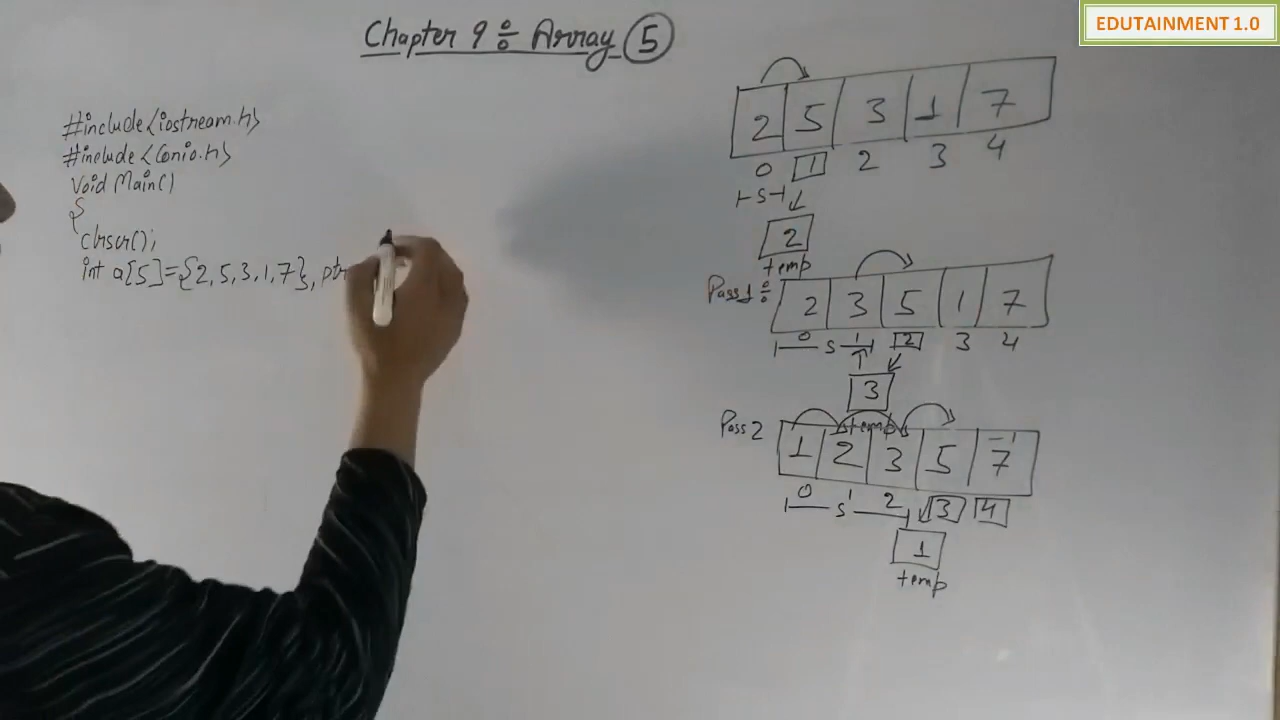 EDUTAINMENT 1.0
Chapter 9 : Array 5
#include<iostream.h>
#include<Conio.h>
Void Main()
{
clrscr();
int a[5]={2,5,3,1,7}, ptr
2 5 3 1 7
0 1 2 3 4
S
2
temp
Pass 1 :
2 3 5 1 7
0 S 1 2 3 4
3
temp
Pass 2
1 2 3 5 7
0 S 1 2 3 4
1
temp